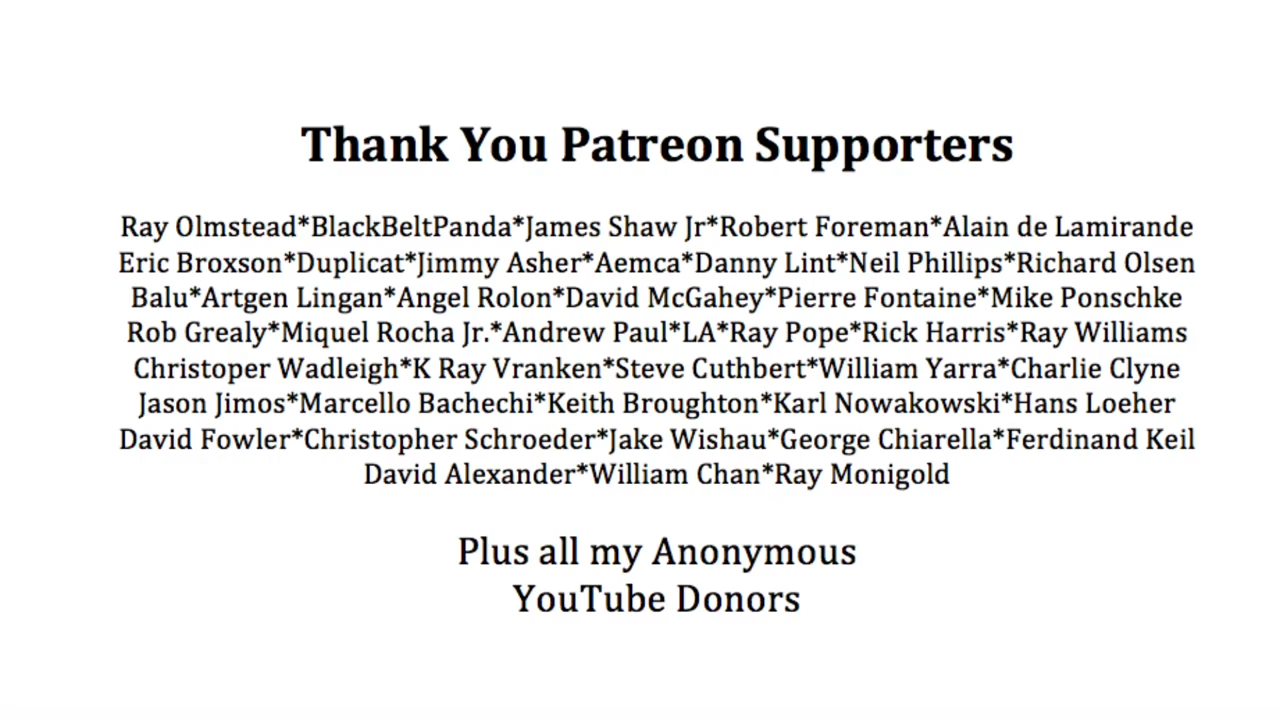 Thank You Patreon Supporters
Ray Olmstead*BlackBeltPanda*James Shaw Jr*Robert Foreman*Alain de Lamirande
Eric Broxson*Duplicat*Jimmy Asher*Aemca*Danny Lint*Neil Phillips*Richard Olsen
Balu*Artgen Lingan*Angel Rolon*David McGahey*Pierre Fontaine*Mike Ponschke
Rob Grealy*Miquel Rocha Jr.*Andrew Paul*LA*Ray Pope*Rick Harris*Ray Williams
Christoper Wadleigh*K Ray Vranken*Steve Cuthbert*William Yarra*Charlie Clyne
Jason Jimos*Marcello Bachechi*Keith Broughton*Karl Nowakowski*Hans Loeher
David Fowler*Christopher Schroeder*Jake Wishau*George Chiarella*Ferdinand Keil
David Alexander*William Chan*Ray Monigold
Plus all my Anonymous
YouTube Donors